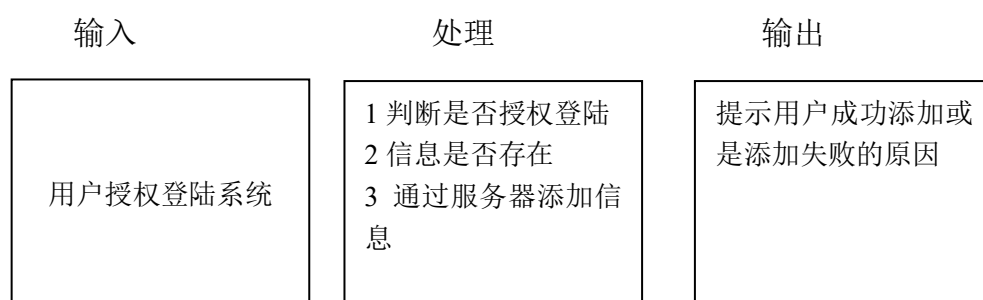 输入
处理
输出
用户授权登陆系统
1 判断是否授权登陆
2 信息是否存在
3 通过服务器添加信
息
提示用户成功添加或
是添加失败的原因